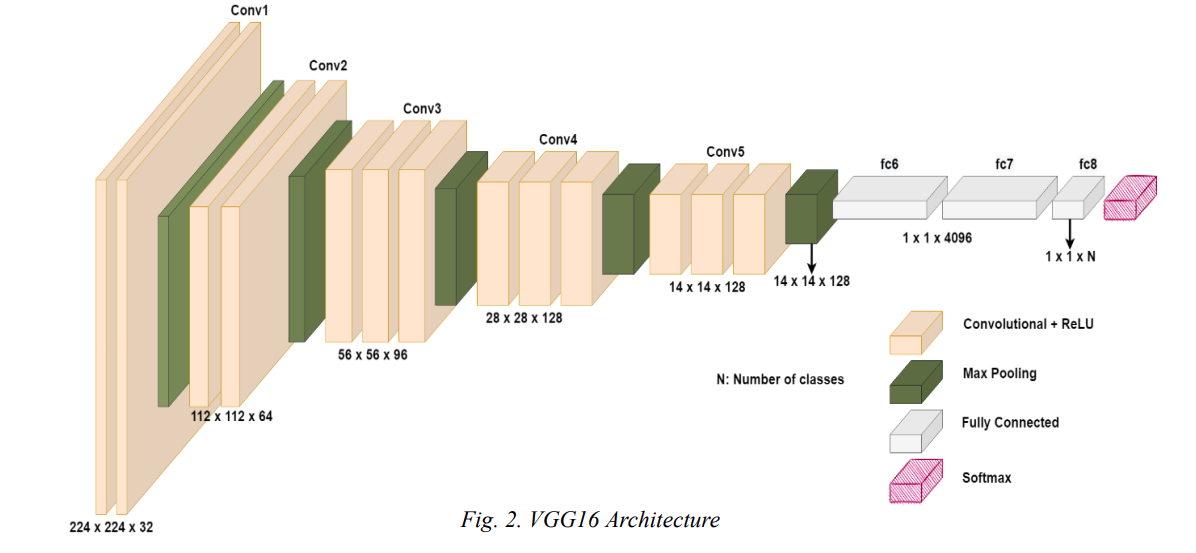 Conv1
Conv2
Conv3
Conv4
Conv5
fc6
fc7
fc8
1 x 1 x 4096
1 x 1 x N
14 x 14 x 128
14 x 14 x 128
28 x 28 x 128
56 x 56 x 96
112 x 112 x 64
224 x 224 x 32
N: Number of classes
Convolutional + ReLU
Max Pooling
Fully Connected
Softmax
Fig. 2. VGG16 Architecture